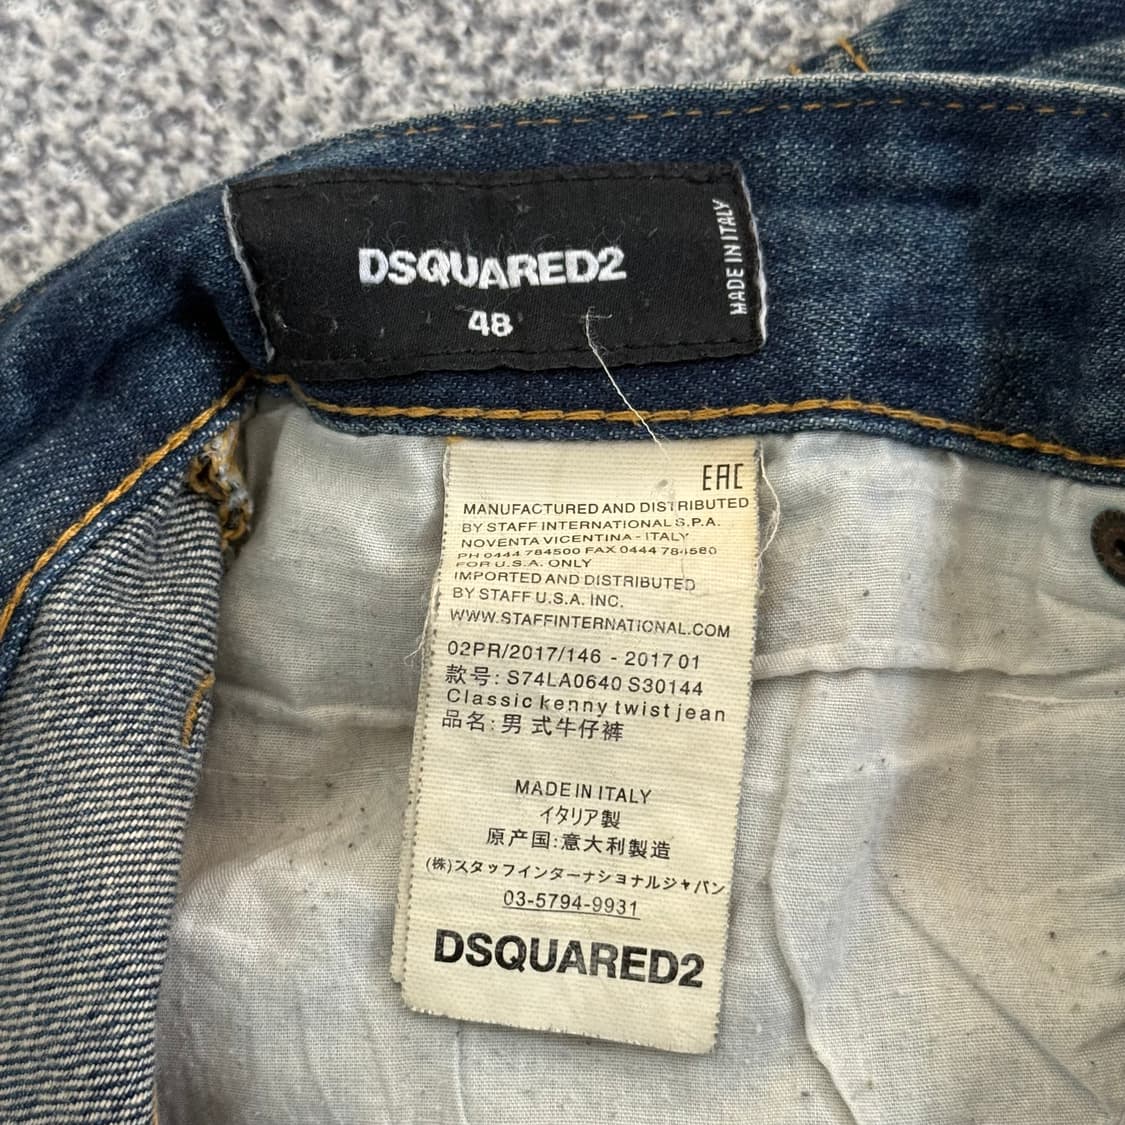 DSQUARED2
48
MADE IN ITALY
EAC
MANUFACTURED AND DISTRIBUTED
BY STAFF INTERNATIONAL S.P.A.
NOVENTA VICENTINA - ITALY
PH 0444 784500 FAX 0444 784580
FOR U.S.A. ONLY
IMPORTED AND DISTRIBUTED
BY STAFF U.S.A. INC.
WWW.STAFFINTERNATIONAL.COM
02PR/2017/146 - 2017 01
款号: S74LA0640 S30144
Classic kenny twist jean
品名: 男式牛仔裤
MADE IN ITALY
イタリア製
原产国:意大利製造
(株)スタッフインターナショナルジャパン
03-5794-9931
DSQUARED2